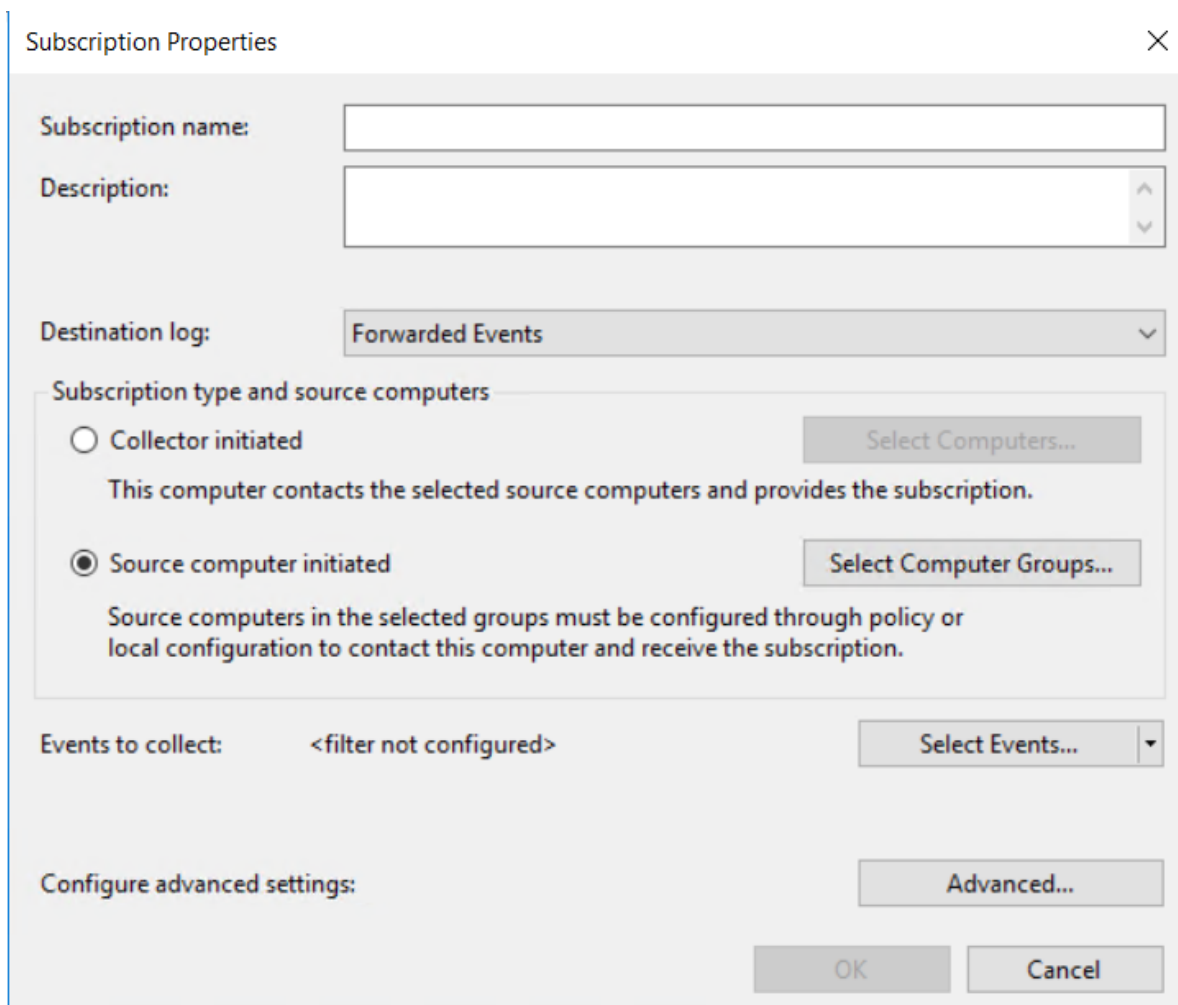 Subscription Properties
Subscription name:
Description:
Destination log: Forwarded Events
Subscription type and source computers
Collector initiated Select Computers...
This computer contacts the selected source computers and provides the subscription.
Source computer initiated Select Computer Groups...
Source computers in the selected groups must be configured through policy or
local configuration to contact this computer and receive the subscription.
Events to collect: <filter not configured> Select Events...
Configure advanced settings: Advanced...
OK Cancel